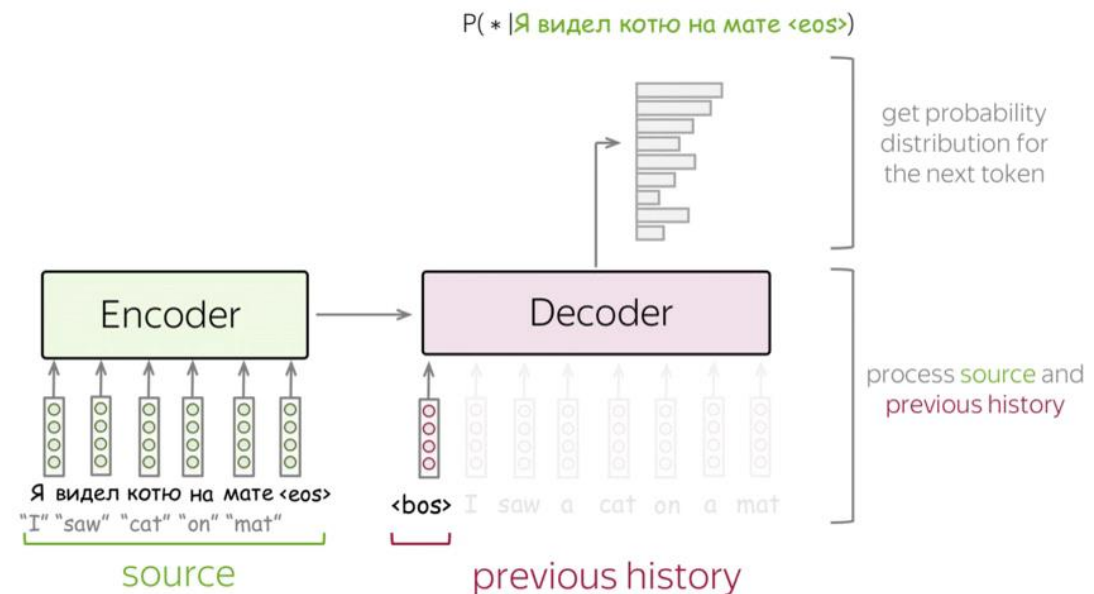 P( * |Я видел котю на мате <eos>)
get probability
distribution for
the next token
Encoder
Decoder
process source and
previous history
Я видел котю на мате <eos>
"I" "saw" "cat" "on" "mat"
<bos> I saw a cat on a mat
source
previous history